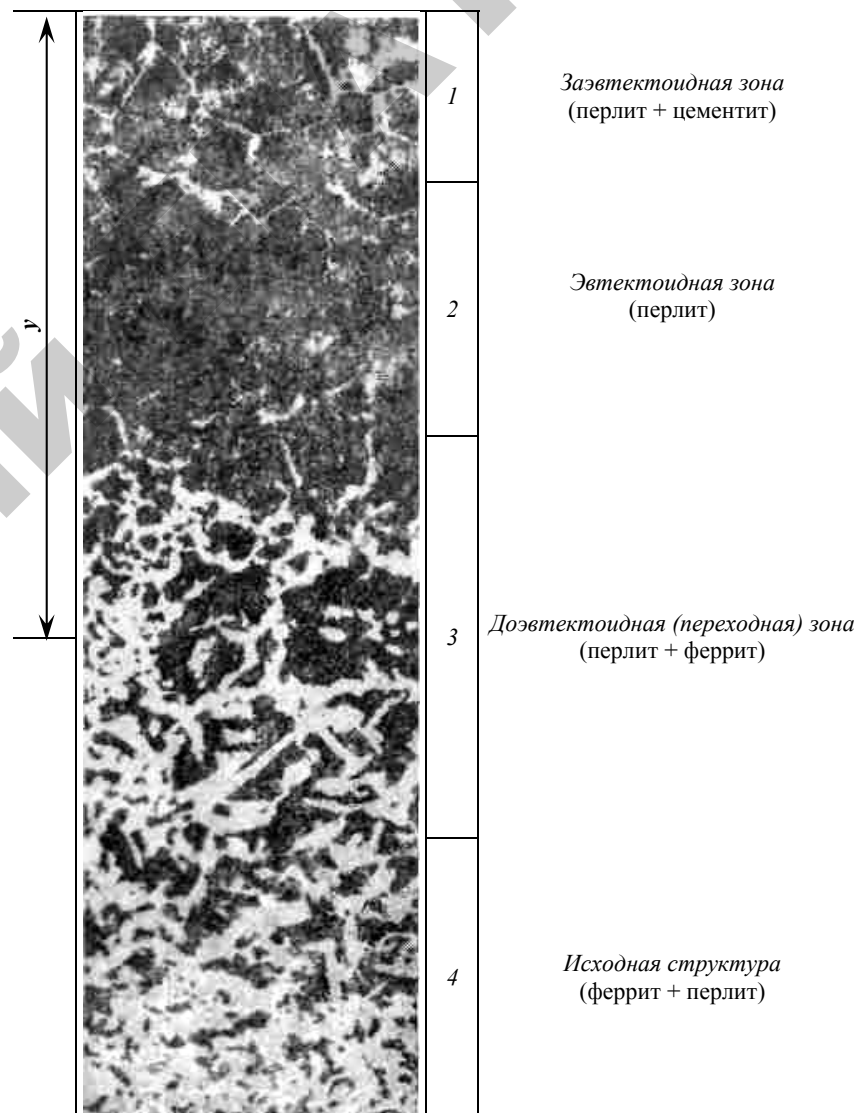 1
Заэвтектоидная зона
(перлит + цементит)
2
Эвтектоидная зона
(перлит)
y
3
Доэвтектоидная (переходная) зона
(перлит + феррит)
4
Исходная структура
(феррит + перлит)